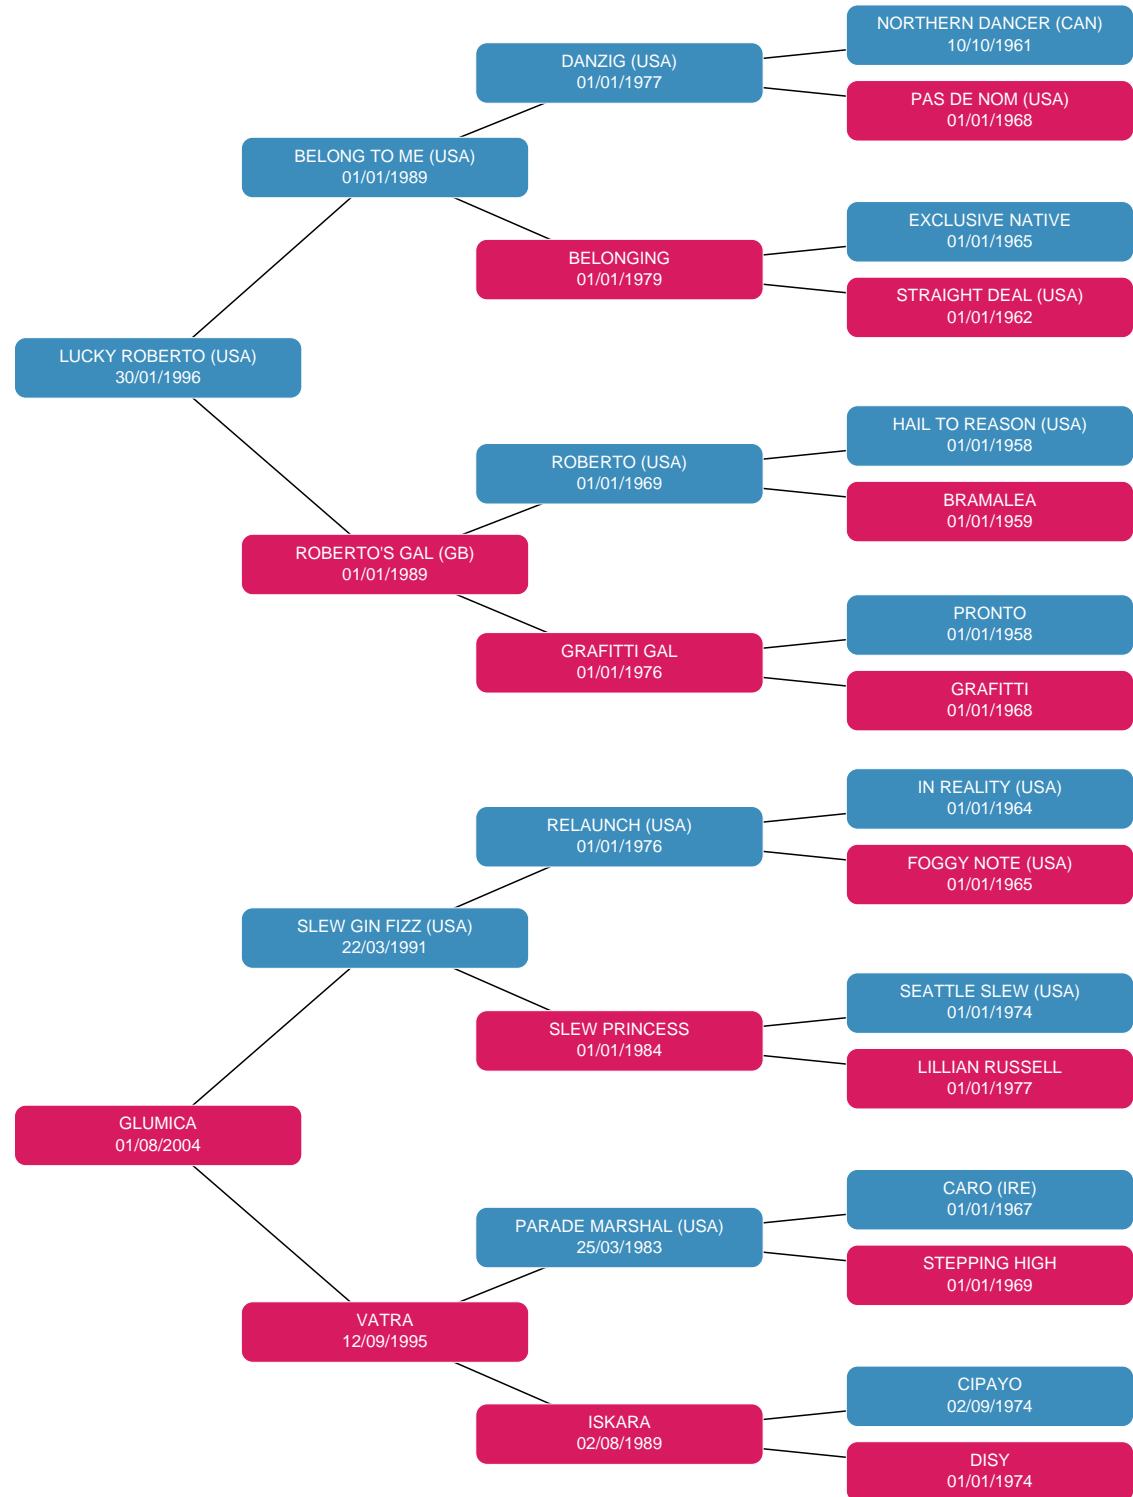 NORTHERN DANCER (CAN)
10/10/1961
DANZIG (USA)
01/01/1977
PAS DE NOM (USA)
01/01/1968
BELONG TO ME (USA)
01/01/1989
EXCLUSIVE NATIVE
01/01/1965
BELONGING
01/01/1979
STRAIGHT DEAL (USA)
01/01/1962
LUCKY ROBERTO (USA)
30/01/1996
HAIL TO REASON (USA)
01/01/1958
ROBERTO (USA)
01/01/1969
BRAMALEA
01/01/1959
ROBERTO'S GAL (GB)
01/01/1989
PRONTO
01/01/1958
GRAFITTI GAL
01/01/1976
GRAFITTI
01/01/1968
IN REALITY (USA)
01/01/1964
RELAUNCH (USA)
01/01/1976
FOGGY NOTE (USA)
01/01/1965
SLEW GIN FIZZ (USA)
22/03/1991
SEATTLE SLEW (USA)
01/01/1974
SLEW PRINCESS
01/01/1984
LILLIAN RUSSELL
01/01/1977
GLUMICA
01/08/2004
CARO (IRE)
01/01/1967
PARADE MARSHAL (USA)
25/03/1983
STEPPING HIGH
01/01/1969
VATRA
12/09/1995
CIPAYO
02/09/1974
ISKARA
02/08/1989
DISY
01/01/1974